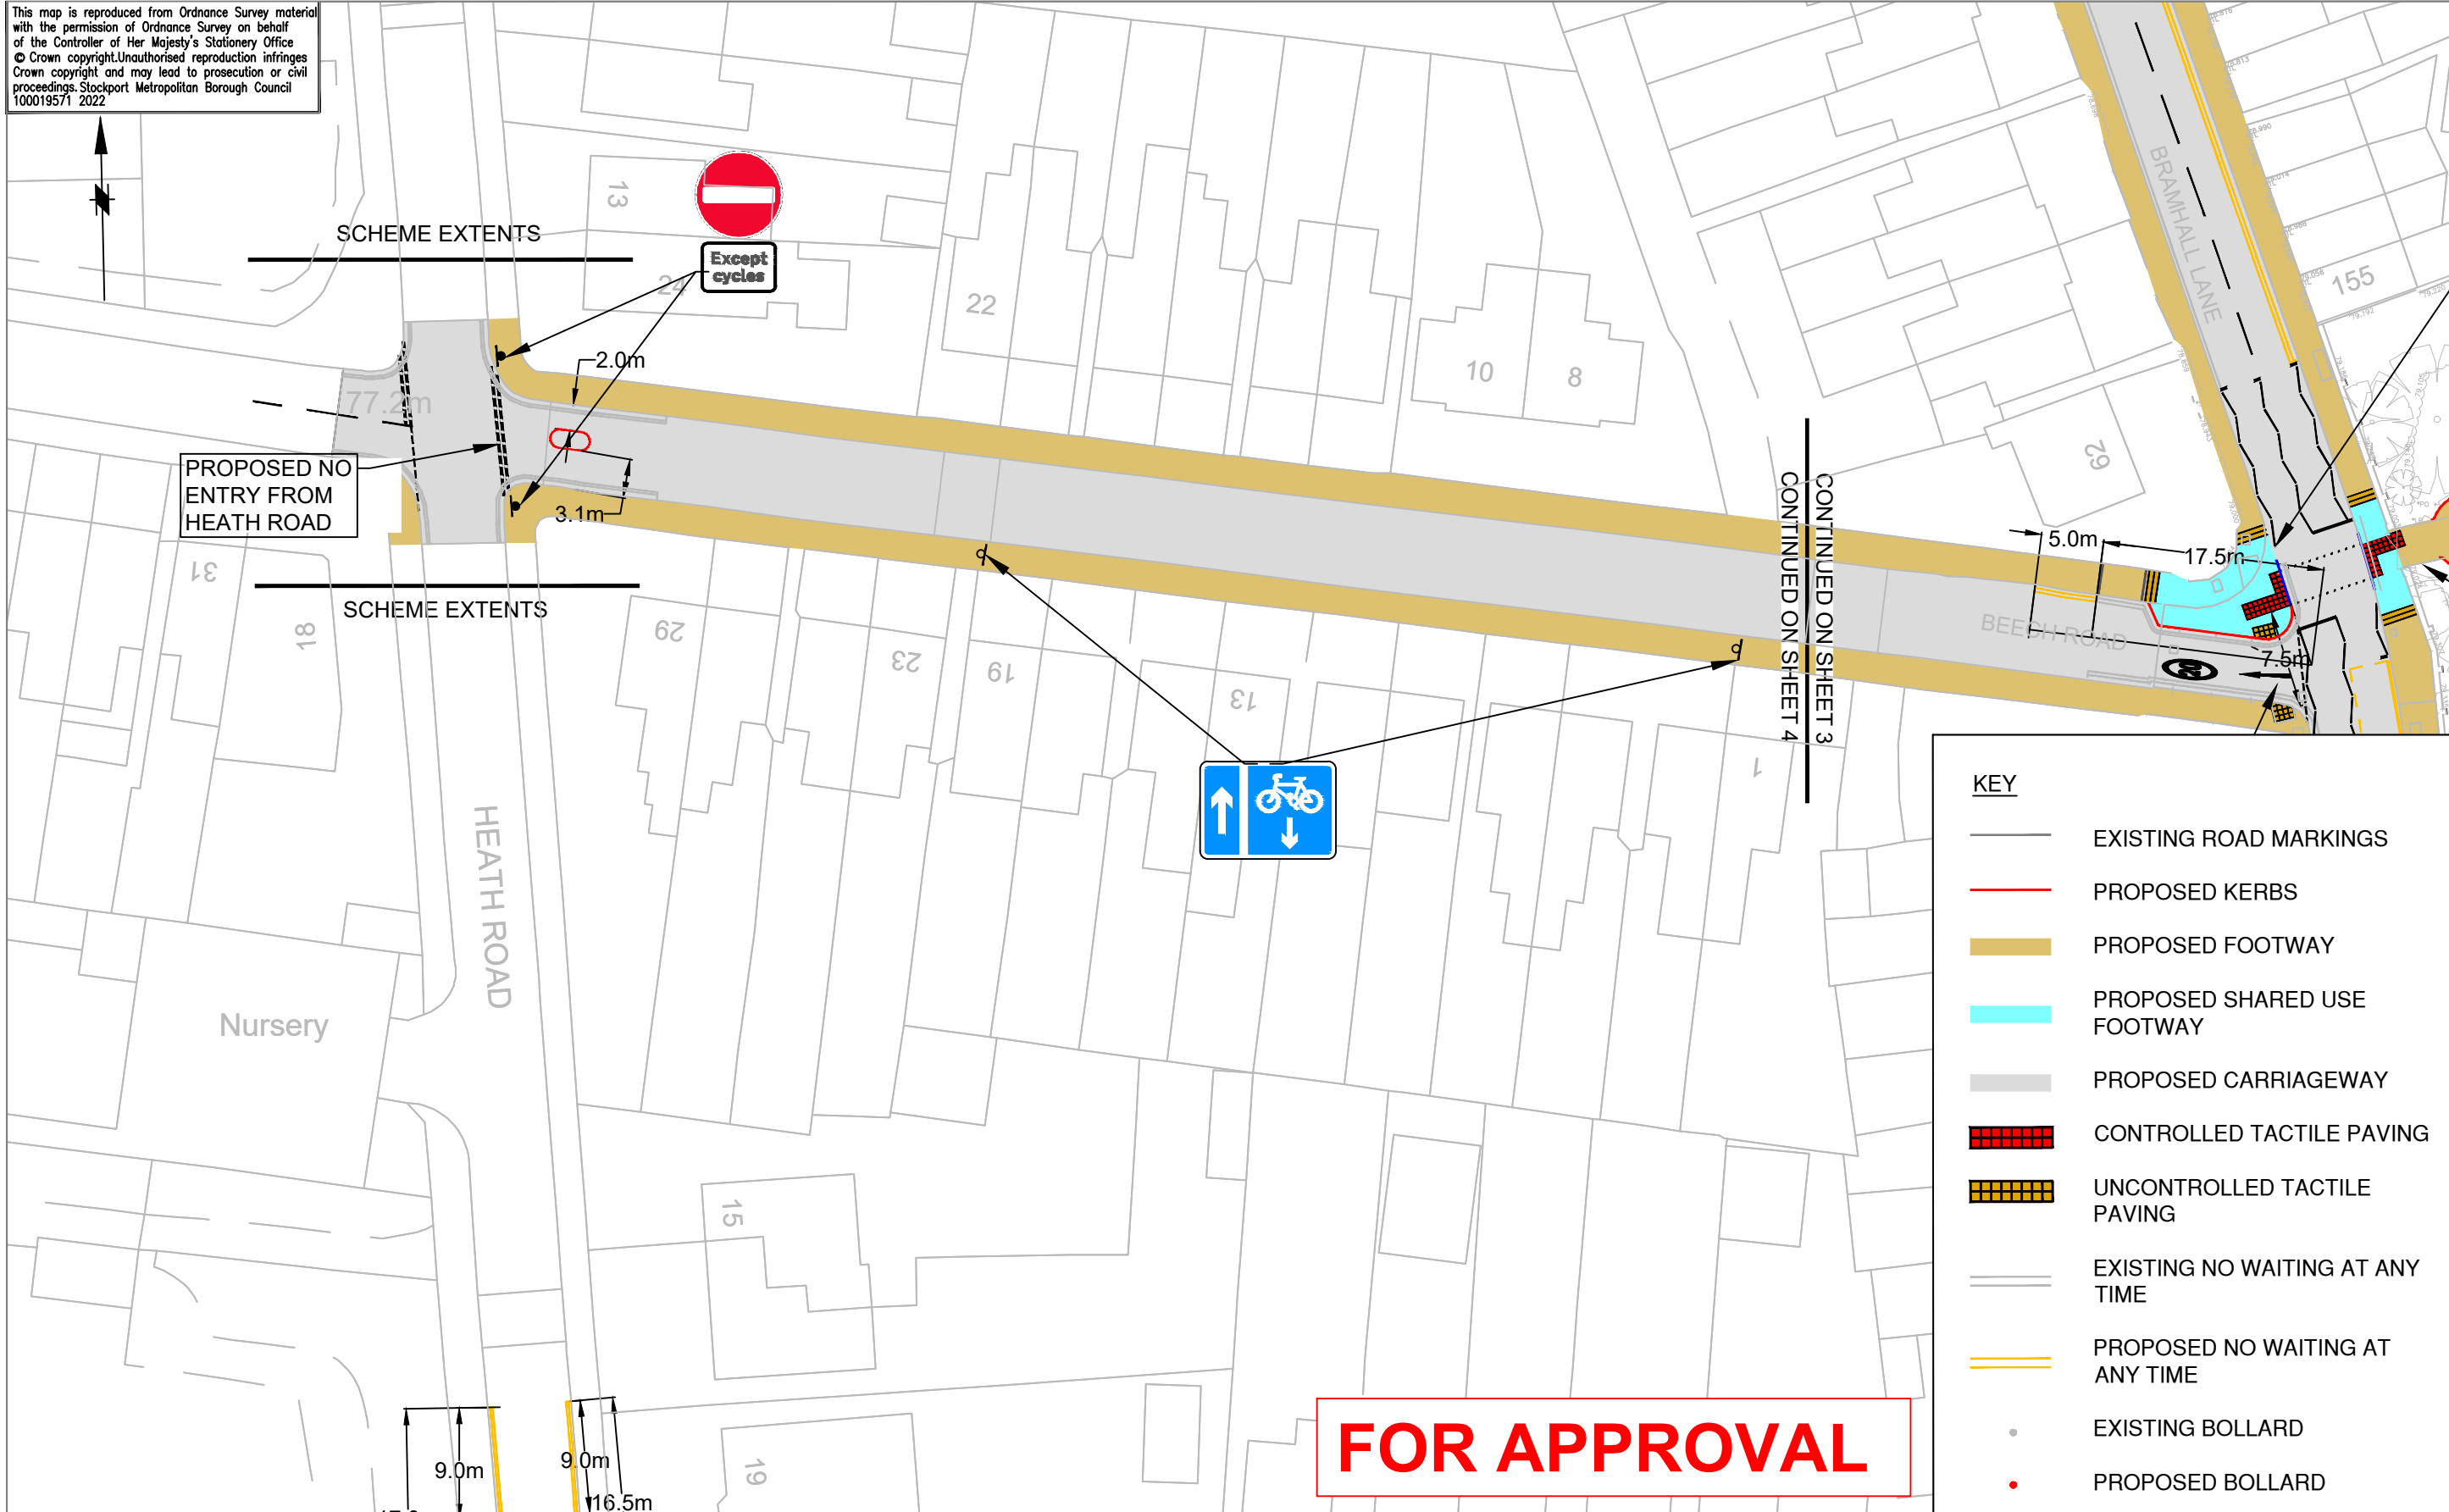 This map is reproduced from Ordnance Survey material
with the permission of Ordnance Survey on behalf
of the Controller of Her Majesty's Stationery Office
© Crown copyright.Unauthorised reproduction infringes
Crown copyright and may lead to prosecution or civil
proceedings. Stockport Metropolitan Borough Council
100019571 2022
SCHEME EXTENTS
13
24
Except
cycles
22
10
8
BRAMHALL LANE
155
62
2.0m
77.2m
PROPOSED NO
ENTRY FROM
HEATH ROAD
3.1m
SCHEME EXTENTS
31
18
29
23
19
13
1
CONTINUED ON SHEET 4
CONTINUED ON SHEET 3
5.0m
17.5m
BEECH ROAD
20
7.5m
HEATH ROAD
Nursery
15
19
9.0m
9.0m
16.5m
FOR APPROVAL
KEY
EXISTING ROAD MARKINGS
PROPOSED KERBS
PROPOSED FOOTWAY
PROPOSED SHARED USE
FOOTWAY
PROPOSED CARRIAGEWAY
CONTROLLED TACTILE PAVING
UNCONTROLLED TACTILE
PAVING
EXISTING NO WAITING AT ANY
TIME
PROPOSED NO WAITING AT
ANY TIME
EXISTING BOLLARD
PROPOSED BOLLARD